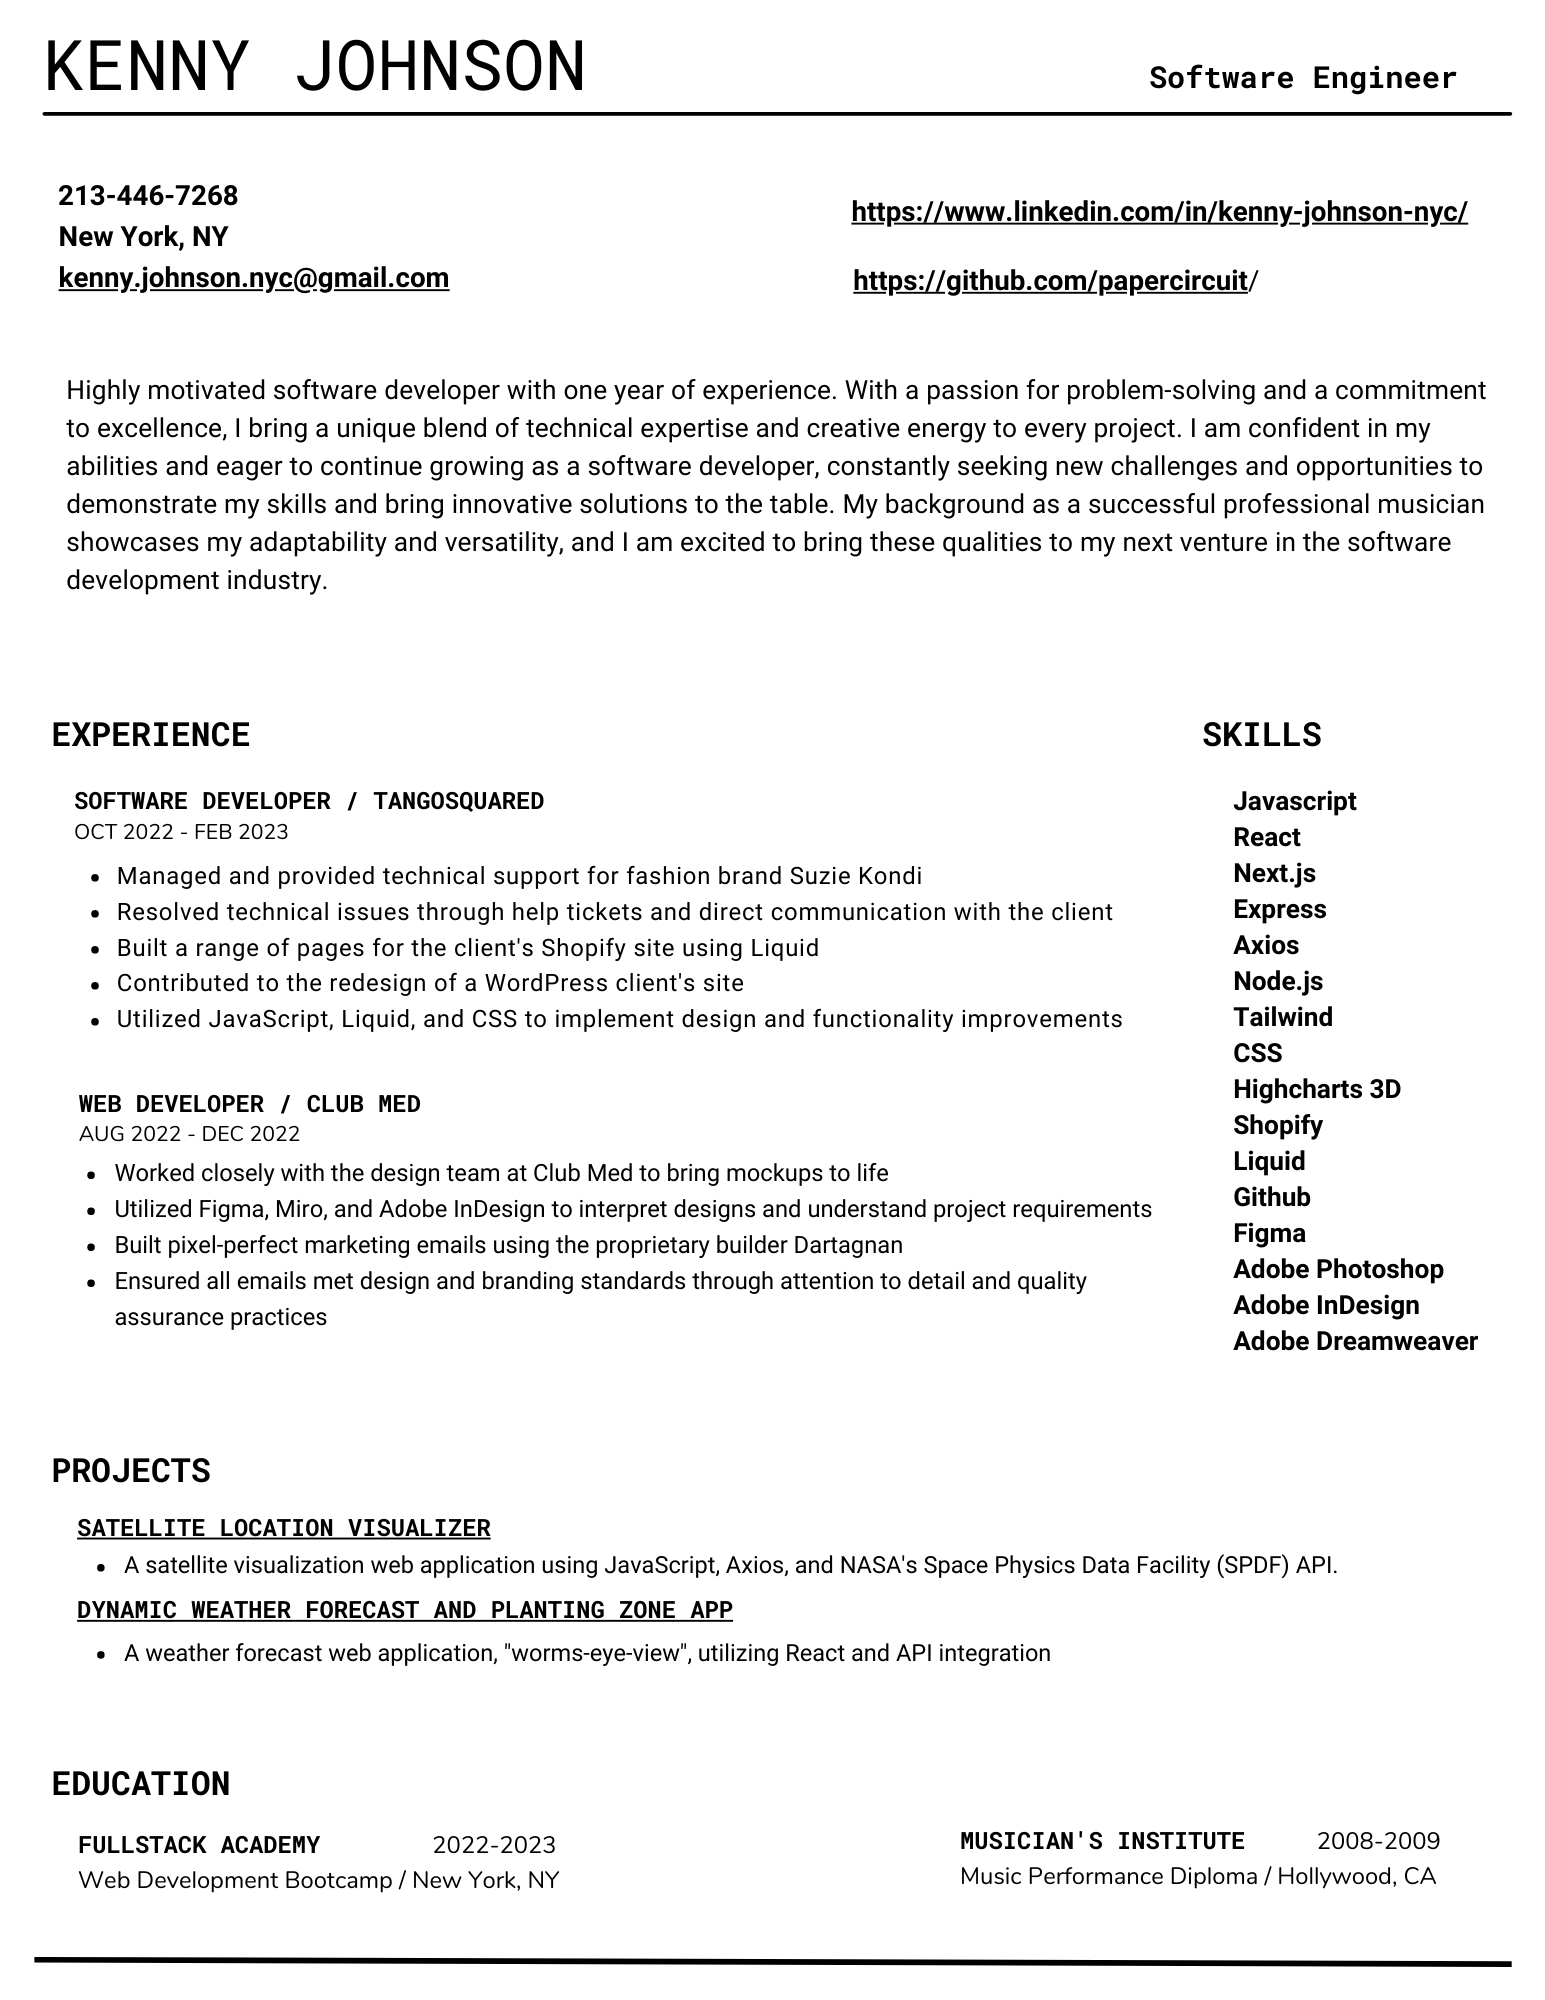 KENNY JOHNSON
Software Engineer
213-446-7268
New York, NY
kenny.johnson.nyc@gmail.com
https://www.linkedin.com/in/kenny-johnson-nyc/
https://github.com/papercircuit/
Highly motivated software developer with one year of experience. With a passion for problem-solving and a commitment
to excellence, I bring a unique blend of technical expertise and creative energy to every project. I am confident in my
abilities and eager to continue growing as a software developer, constantly seeking new challenges and opportunities to
demonstrate my skills and bring innovative solutions to the table. My background as a successful professional musician
showcases my adaptability and versatility, and I am excited to bring these qualities to my next venture in the software
development industry.
EXPERIENCE
SOFTWARE DEVELOPER / TANGOSQUARED
OCT 2022 - FEB 2023
• Managed and provided technical support for fashion brand Suzie Kondi
• Resolved technical issues through help tickets and direct communication with the client
• Built a range of pages for the client's Shopify site using Liquid
• Contributed to the redesign of a WordPress client's site
• Utilized JavaScript, Liquid, and CSS to implement design and functionality improvements
WEB DEVELOPER / CLUB MED
AUG 2022 - DEC 2022
• Worked closely with the design team at Club Med to bring mockups to life
• Utilized Figma, Miro, and Adobe InDesign to interpret designs and understand project requirements
• Built pixel-perfect marketing emails using the proprietary builder Dartagnan
• Ensured all emails met design and branding standards through attention to detail and quality
assurance practices
SKILLS
Javascript
React
Next.js
Express
Axios
Node.js
Tailwind
CSS
Highcharts 3D
Shopify
Liquid
Github
Figma
Adobe Photoshop
Adobe InDesign
Adobe Dreamweaver
PROJECTS
SATELLITE LOCATION VISUALIZER
• A satellite visualization web application using JavaScript, Axios, and NASA's Space Physics Data Facility (SPDF) API.
DYNAMIC WEATHER FORECAST AND PLANTING ZONE APP
• A weather forecast web application, "worms-eye-view", utilizing React and API integration
EDUCATION
FULLSTACK ACADEMY 2022-2023
Web Development Bootcamp / New York, NY
MUSICIAN'S INSTITUTE 2008-2009
Music Performance Diploma / Hollywood, CA